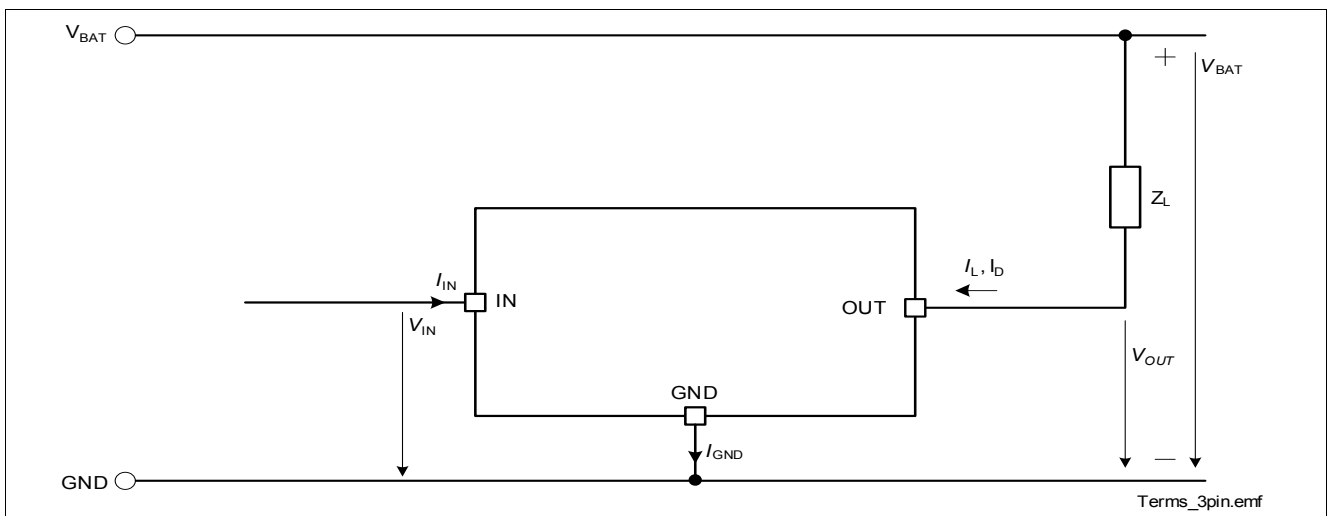 VBAT
+
VBAT
ZL
IIN
IN
IL, ID
OUT
VIN
VOUT
GND
IGND
GND
—
Terms_3pin.emf